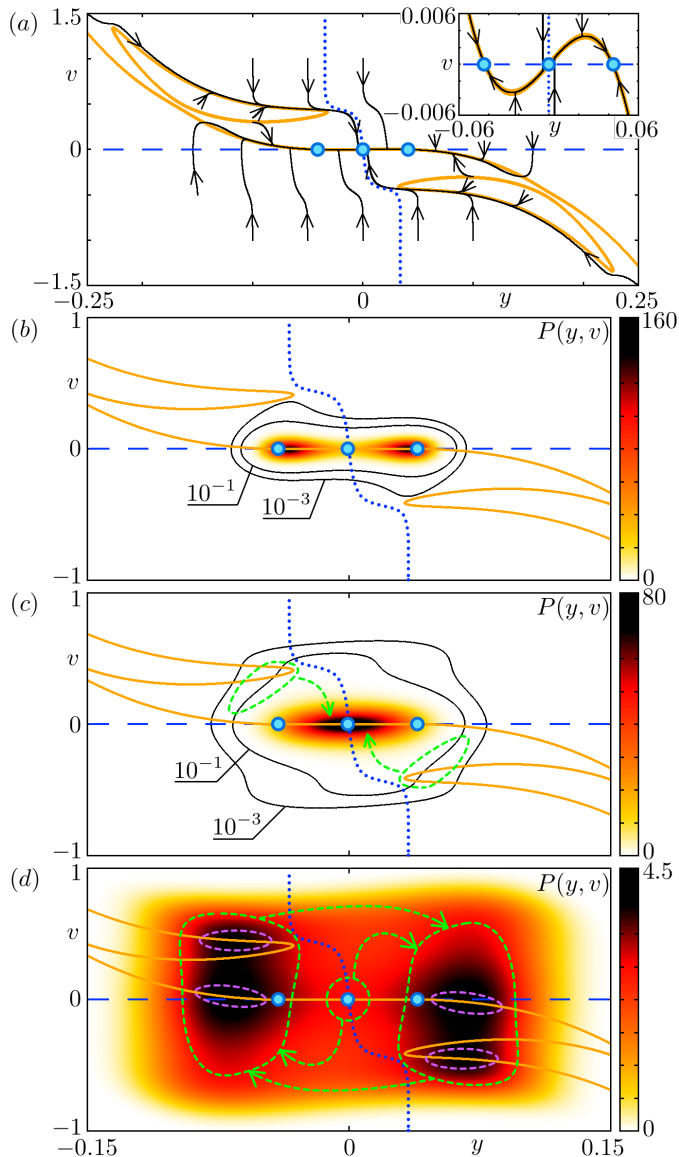 (a) 1.5 0.006
v v
−0.006
−0.06 y 0.06
0
−1.5
−0.25 0 y 0.25
(b) 1 P(y, v) 160
v
0
10⁻¹ 10⁻³
−1 0
(c) 1 P(y, v) 80
v
0
10⁻¹
10⁻³
−1 0
(d) 1 P(y, v) 4.5
v
0
−1 0
−0.15 0 y 0.15